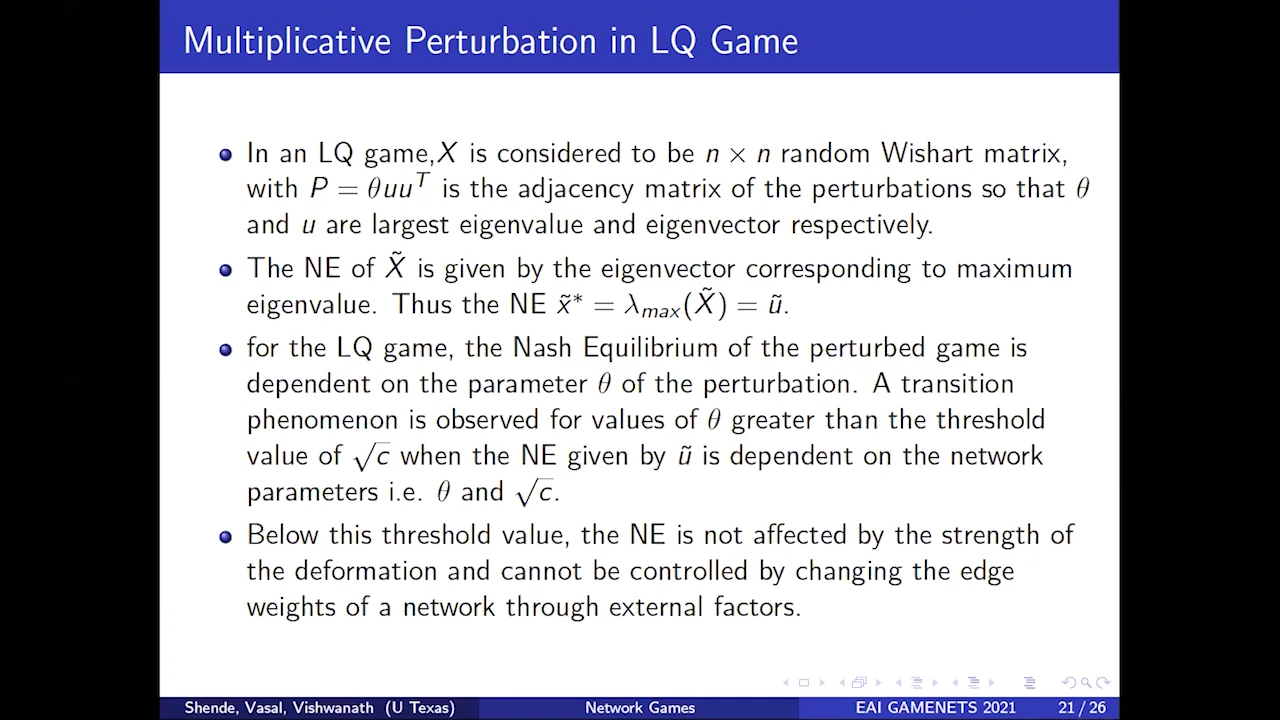 Multiplicative Perturbation in LQ Game
In an LQ game,X is considered to be n × n random Wishart matrix,
with P = θuuᵀ is the adjacency matrix of the perturbations so that θ
and u are largest eigenvalue and eigenvector respectively.
The NE of X̃ is given by the eigenvector corresponding to maximum
eigenvalue. Thus the NE x̃* = λmax(X̃) = ũ.
for the LQ game, the Nash Equilibrium of the perturbed game is
dependent on the parameter θ of the perturbation. A transition
phenomenon is observed for values of θ greater than the threshold
value of √c when the NE given by ũ is dependent on the network
parameters i.e. θ and √c.
Below this threshold value, the NE is not affected by the strength of
the deformation and cannot be controlled by changing the edge
weights of a network through external factors.
Shende, Vasal, Vishwanath (U Texas) Network Games EAI GAMENETS 2021 21 / 26